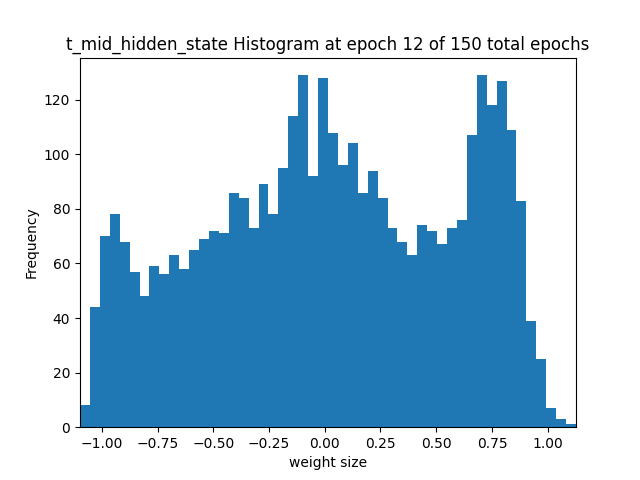 t_mid_hidden_state Histogram at epoch 12 of 150 total epochs
Frequency
120
100
80
60
40
20
0
−1.00 −0.75 −0.50 −0.25 0.00 0.25 0.50 0.75 1.00
weight size